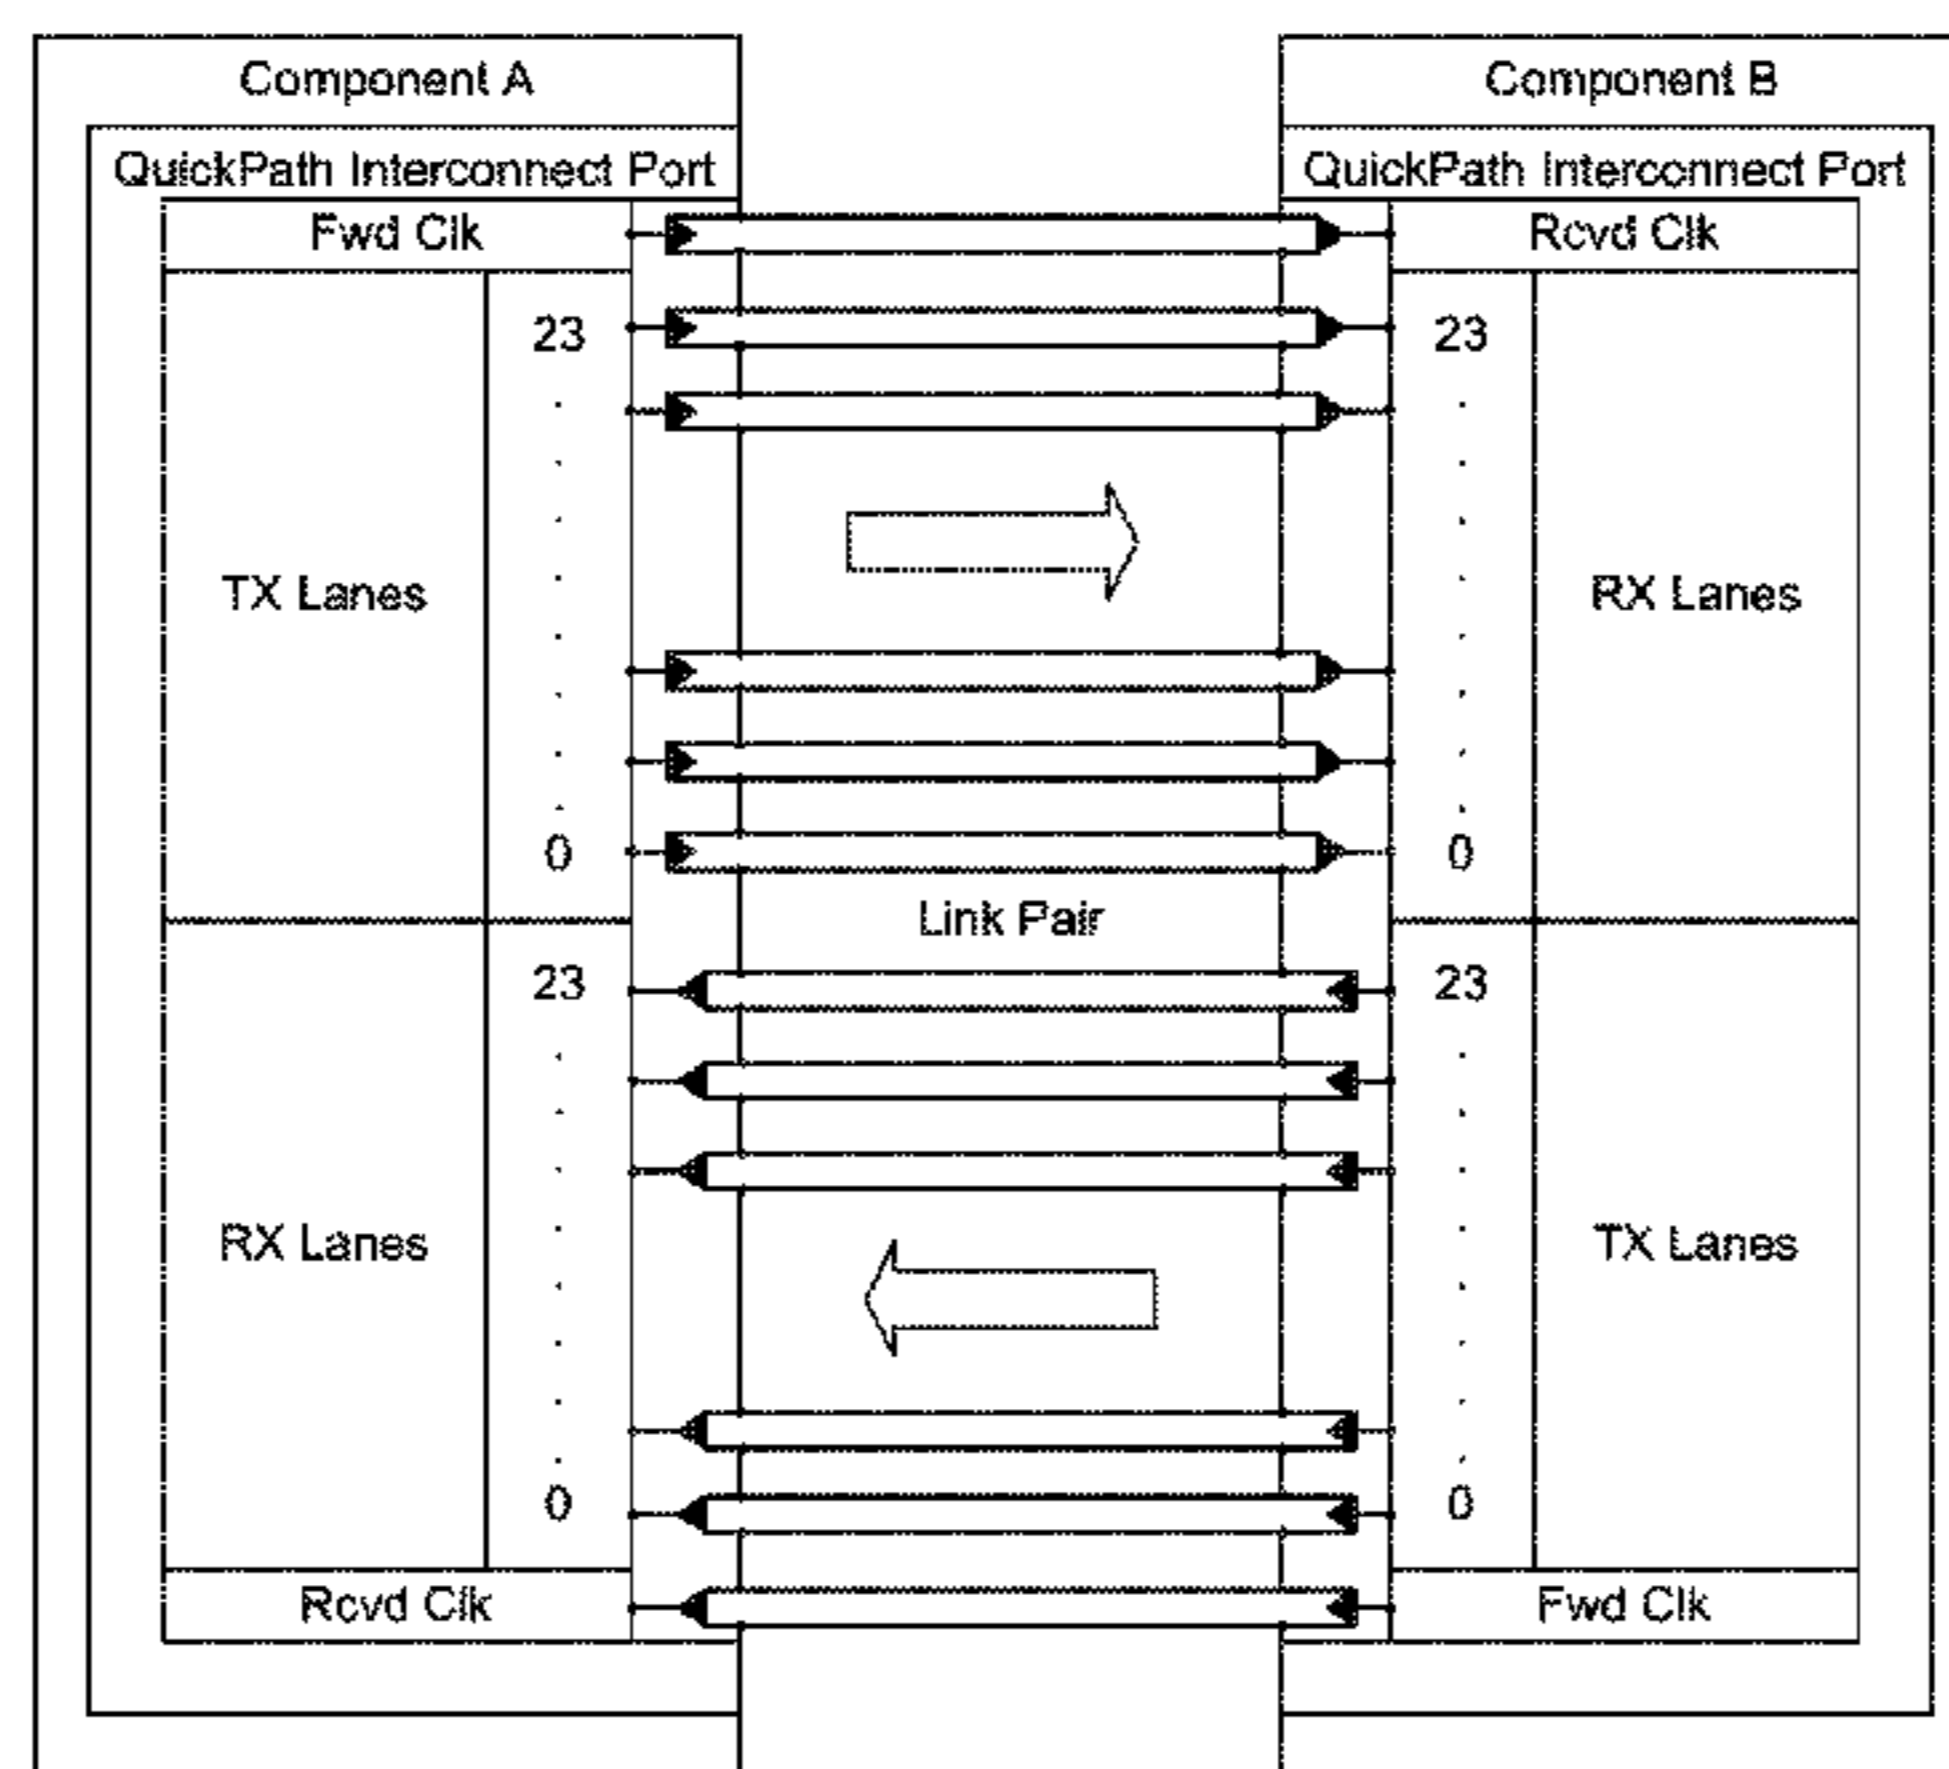 Component A
Component B
QuickPath Interconnect Port
QuickPath Interconnect Port
Fwd Clk
Rcvd Clk
23
23
TX Lanes
RX Lanes
0
0
Link Pair
23
23
RX Lanes
TX Lanes
0
0
Rcvd Clk
Fwd Clk